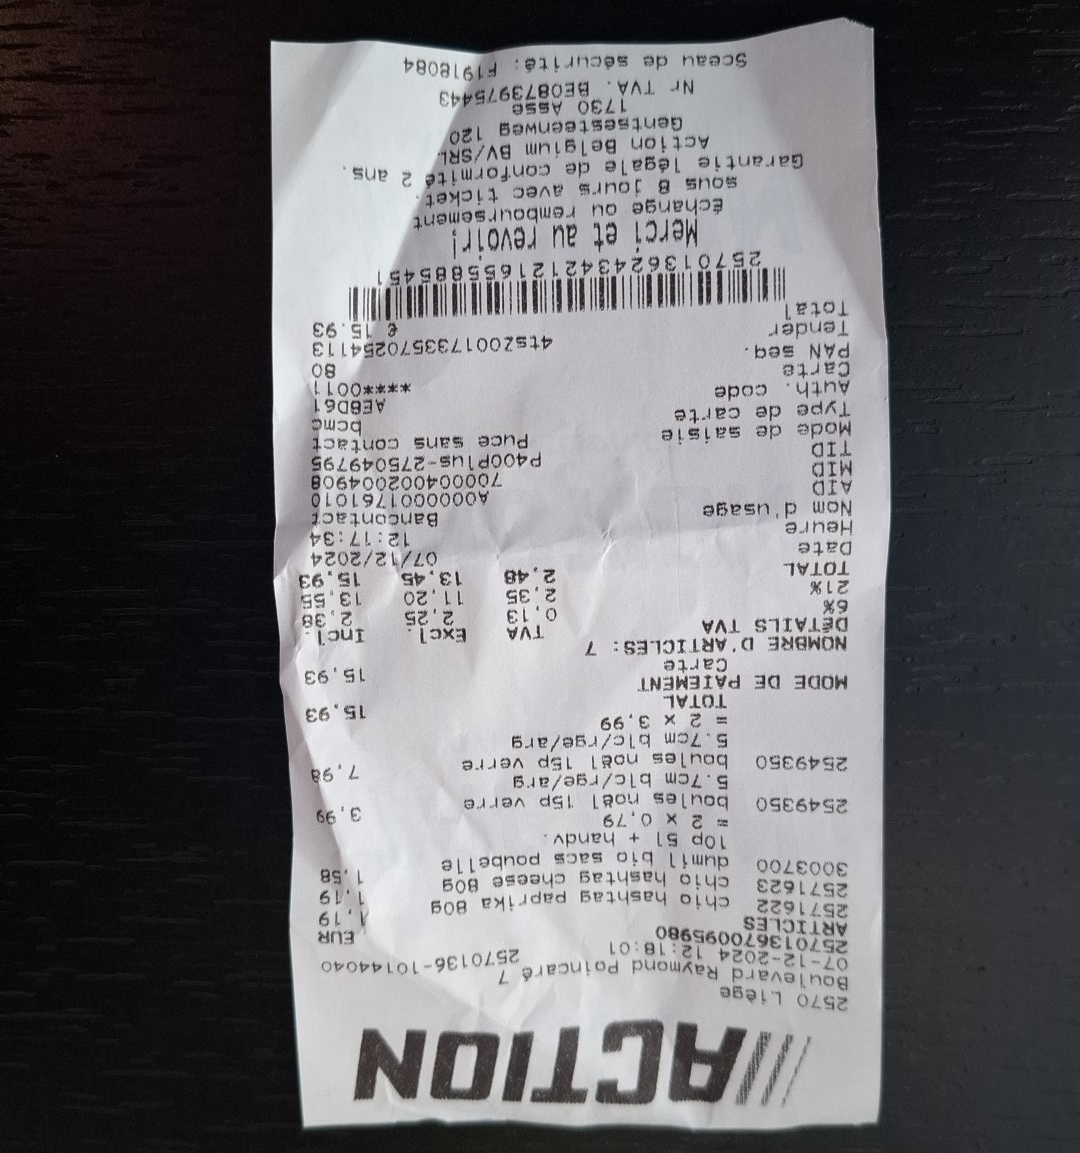 ACTION
2570 Liège
Boulevard Raymond Poincaré 7
07-12-2024 12:18:01 2570136-10144040
257013670095980
ARTICLES EUR
2571622 chio hashtag paprika 80g 1,19
2571623 chio hashtag cheese 80g 1,19
3003700 dumil bio sacs poubelle 1,58
10p 5l + handv.
= 2 x 0,79
2549350 boules noël 15p verre 3,99
5.7cm blc/rge/arg
2549350 boules noël 15p verre 7,98
5.7cm blc/rge/arg
= 2 x 3,99
TOTAL 15,93
MODE DE PAIEMENT
Carte 15,93
NOMBRE D'ARTICLES: 7
DÉTAILS TVA TVA Excl. Incl.
6% 0,13 2,25 2,38
21% 2,35 11,20 13,55
TOTAL 2,48 13,45 15,93
Date 07/12/2024
Heure 12:17:34
Nom d'usage Bancontact
AID A0000001761010
MID 700004002004908
TID P400Plus-275049795
Mode de saisie Puce sans contact
Type de carte bcmc
Auth. code AE8D61
Carte ****0011
PAN seq. 80
Tender 4tsZ0017335702541113
Total € 15.93
257013624342121655885451
Merci et au revoir!
Échange ou remboursement
sous 8 jours avec ticket.
Garantie légale de conformité 2 ans.
Action Belgium BV/SRL
Gentsesteenweg 120
1730 Asse
Nr TVA. BE0873975443
Sceau de sécurité: F1918084